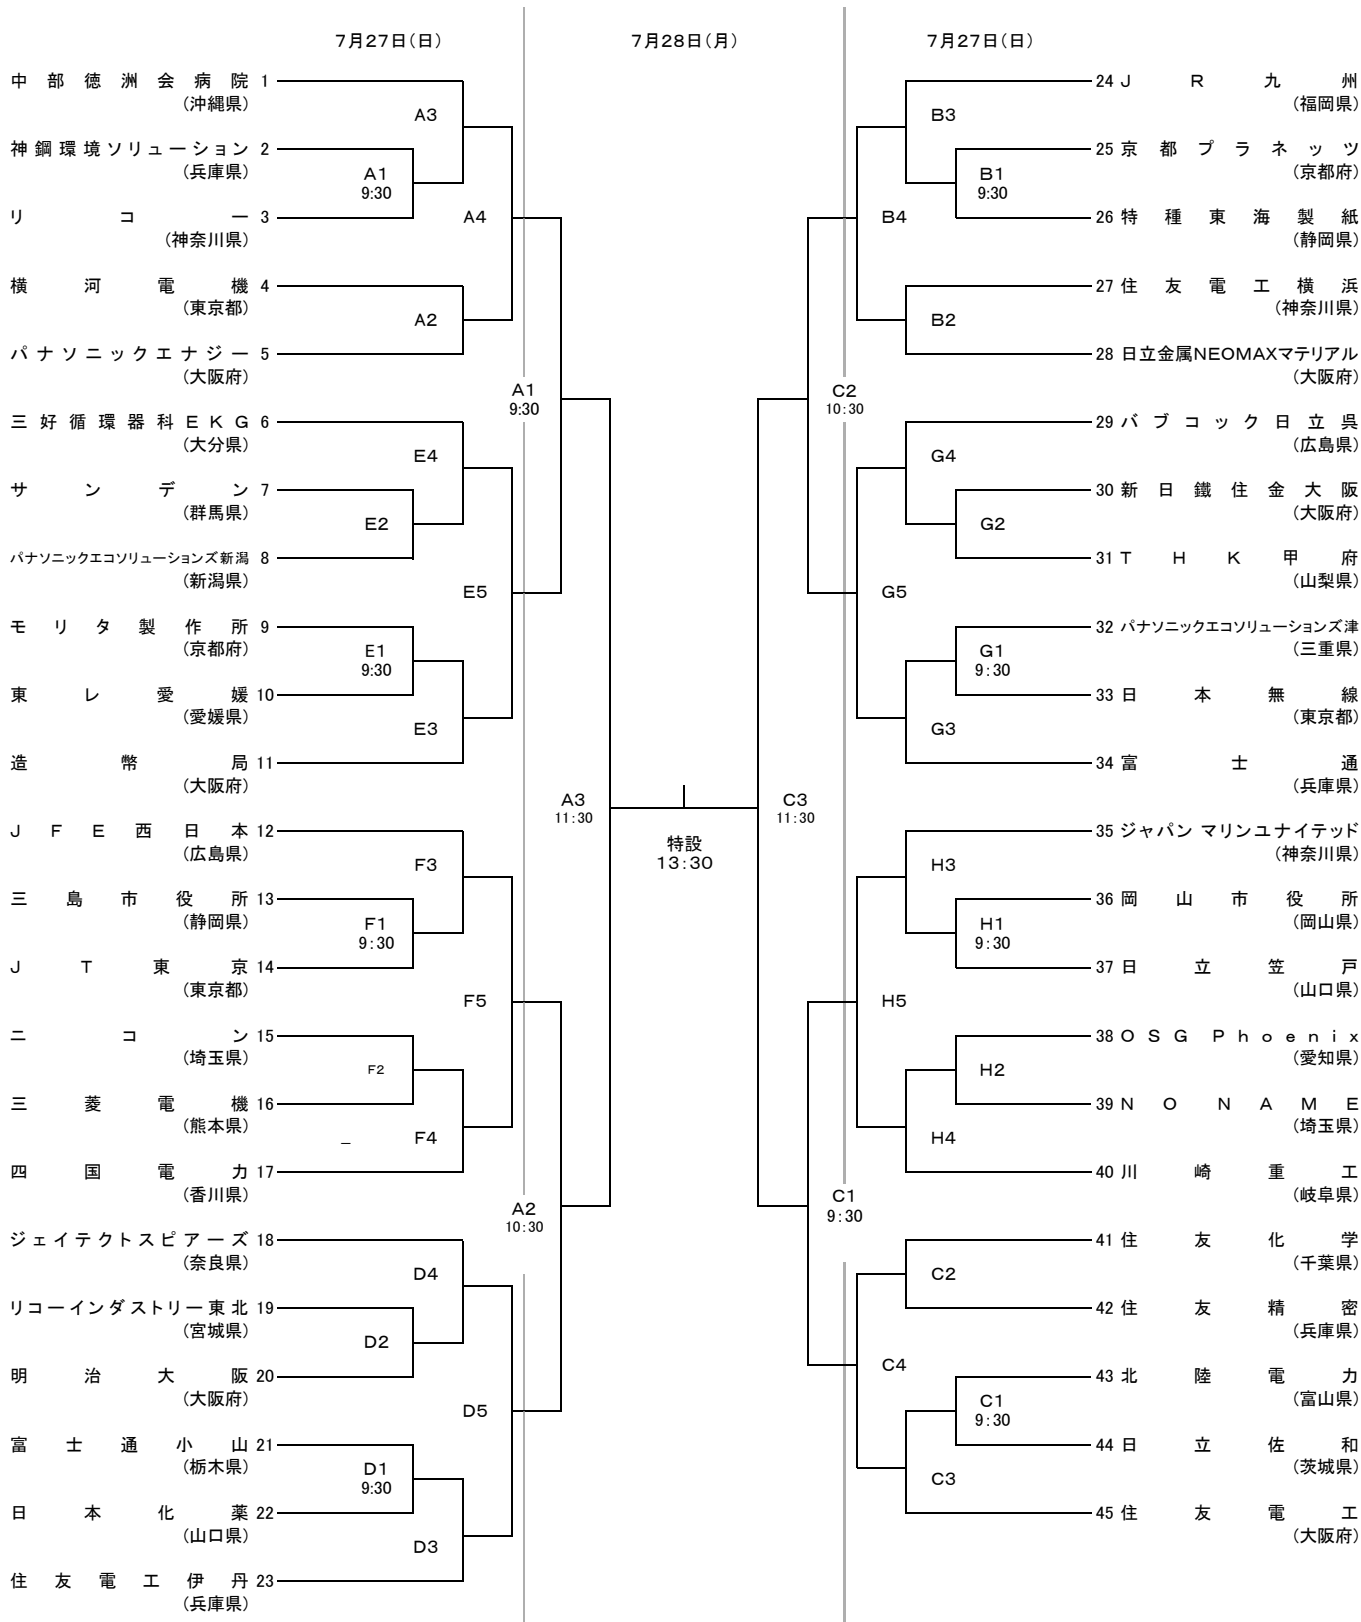 7月27日(日)
7月28日(月)
7月27日(日)
中部徳洲会病院 1
(沖縄県)
神鋼環境ソリューション 2
(兵庫県)
リコー 3
(神奈川県)
横河電機 4
(東京都)
パナソニックエナジー 5
(大阪府)
三好循環器科EKG 6
(大分県)
サンデン 7
(群馬県)
パナソニックエコソリューションズ新潟 8
(新潟県)
モリタ製作所 9
(京都府)
東レ愛媛 10
(愛媛県)
造幣局 11
(大阪府)
JFE西日本 12
(広島県)
三島市役所 13
(静岡県)
JT東京 14
(東京都)
ニコン 15
(埼玉県)
三菱電機 16
(熊本県)
四国電力 17
(香川県)
ジェイテクトスピアーズ 18
(奈良県)
リコーインダストリー東北 19
(宮城県)
明治大阪 20
(大阪府)
富士通小山 21
(栃木県)
日本化薬 22
(山口県)
住友電工伊丹 23
(兵庫県)
A3
A1
9:30
A4
A2
E4
E2
E5
E1
9:30
E3
F3
F1
9:30
F5
F2
–
F4
D4
D2
D5
D1
9:30
D3
A1
9:30
A3
11:30
A2
10:30
特設
13:30
C2
10:30
C3
11:30
C1
9:30
B3
B1
9:30
B4
B2
G4
G2
G5
G1
9:30
G3
H3
H1
9:30
H5
H2
H4
C2
C4
C1
9:30
C3
24 JR九州
(福岡県)
25 京都プラネッツ
(京都府)
26 特種東海製紙
(静岡県)
27 住友電工横浜
(神奈川県)
28 日立金属NEOMAXマテリアル
(大阪府)
29 バブコック日立呉
(広島県)
30 新日鐵住金大阪
(大阪府)
31 THK甲府
(山梨県)
32 パナソニックエコソリューションズ津
(三重県)
33 日本無線
(東京都)
34 富士通
(兵庫県)
35 ジャパン マリンユナイテッド
(神奈川県)
36 岡山市役所
(岡山県)
37 日立笠戸
(山口県)
38 OSG Phoenix
(愛知県)
39 NO NAME
(埼玉県)
40 川崎重工
(岐阜県)
41 住友化学
(千葉県)
42 住友精密
(兵庫県)
43 北陸電力
(富山県)
44 日立佐和
(茨城県)
45 住友電工
(大阪府)